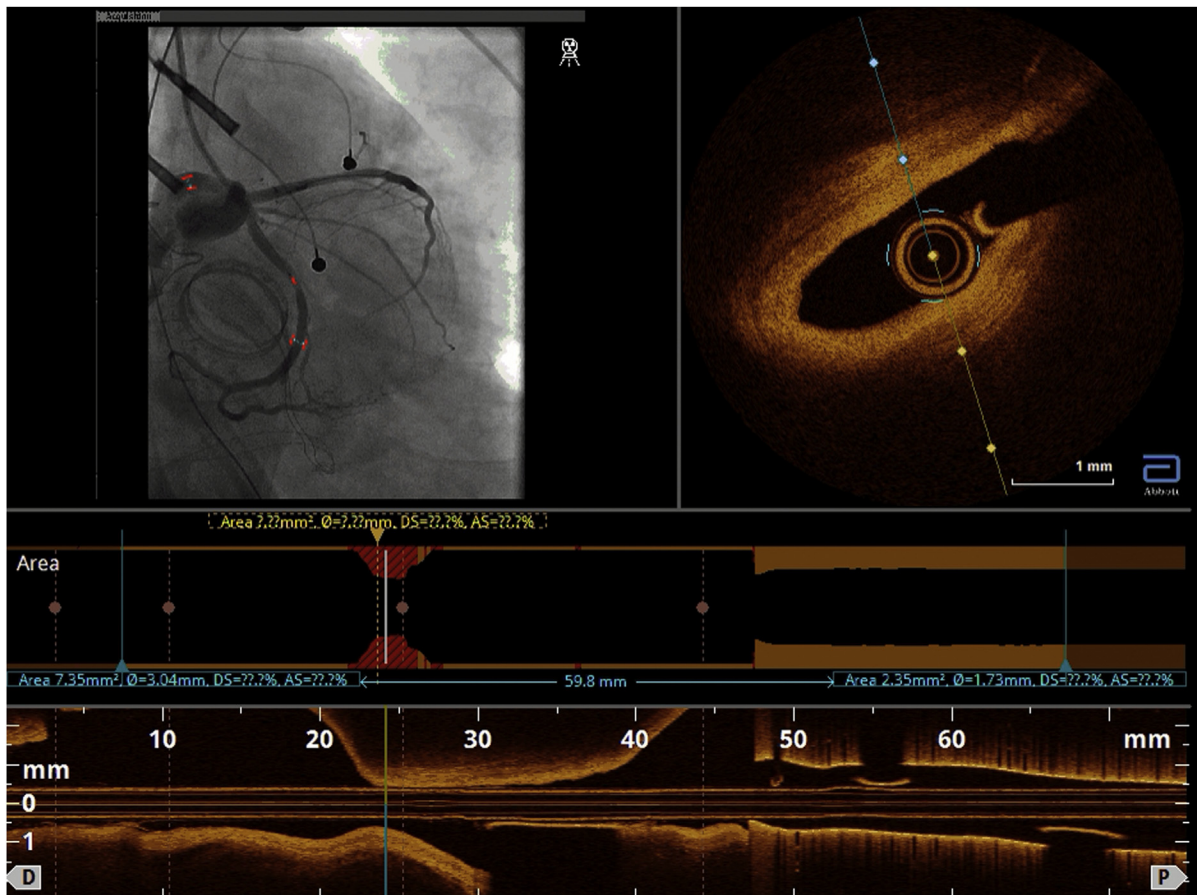 Acquisition
1 mm
Abbott
Area ?.??mm², Ø=?.??mm, DS=??.?%, AS=??.?%
Area
Area 7.35mm², Ø=3.04mm, DS=??.?%, AS=??.?%
59.8 mm
Area 2.35mm², Ø=1.73mm, DS=??.?%, AS=??.?%
10 20 30 40 50 60 mm
mm
0
1
D P